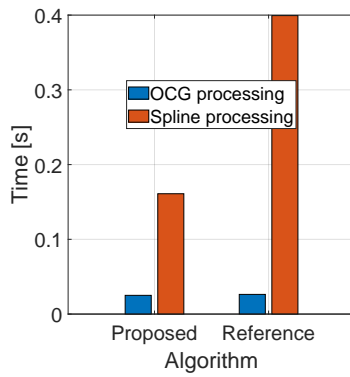 0.4
0.3
0.2
0.1
0
Time [s]
OCG processing
Spline processing
Proposed Reference
Algorithm